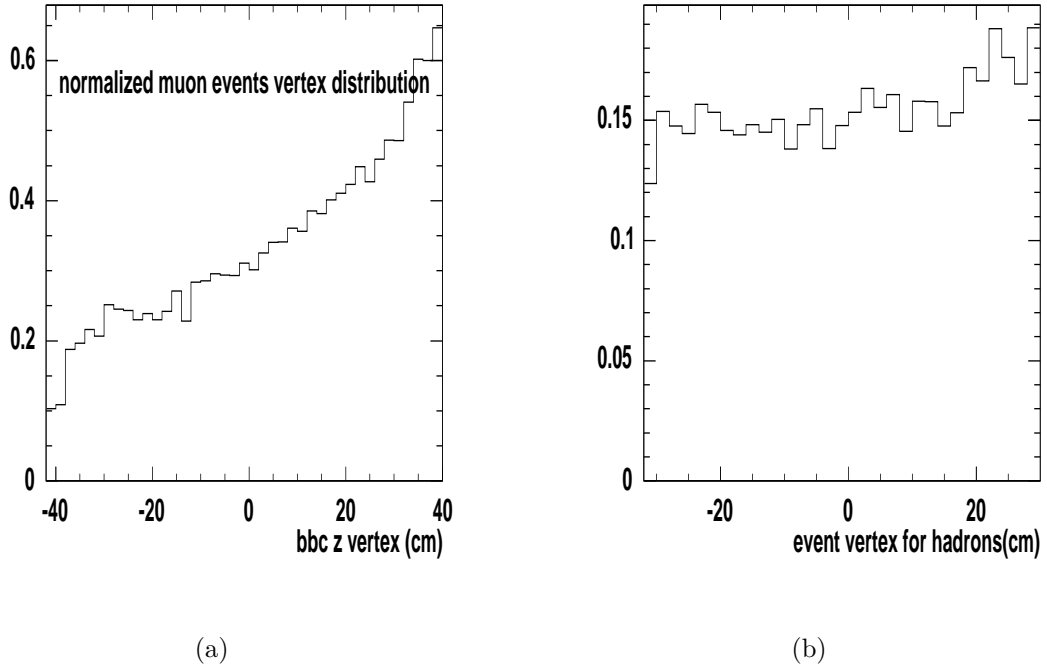 normalized muon events vertex distribution
0.6
0.4
0.2
0
-40 -20 0 20 40
bbc z vertex (cm)
(a)
0.15
0.1
0.05
0
-20 0 20
event vertex for hadrons(cm)
(b)